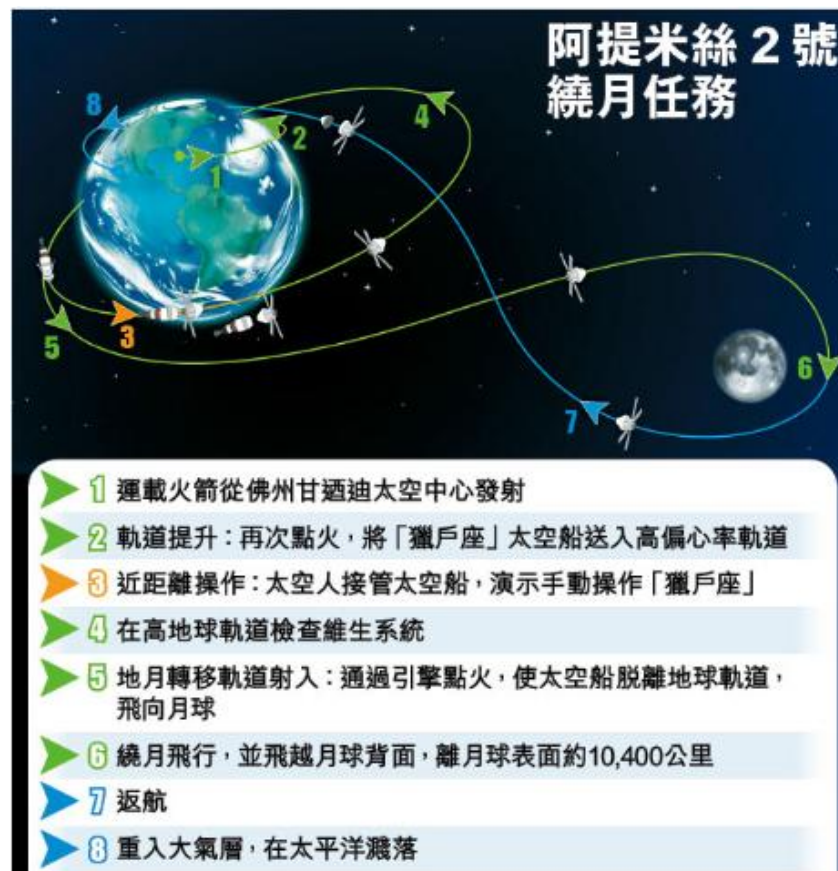 阿提米絲 2 號
繞月任務
8
4
2
1
3
5
6
7
1 運載火箭從佛州甘迺迪太空中心發射
2 軌道提升：再次點火，將「獵戶座」太空船送入高偏心率軌道
3 近距離操作：太空人接管太空船，演示手動操作「獵戶座」
4 在高地球軌道檢查維生系統
5 地月轉移軌道射入：通過引擎點火，使太空船脱離地球軌道，
飛向月球
6 繞月飛行，並飛越月球背面，離月球表面約10,400公里
7 返航
8 重入大氣層，在太平洋濺落